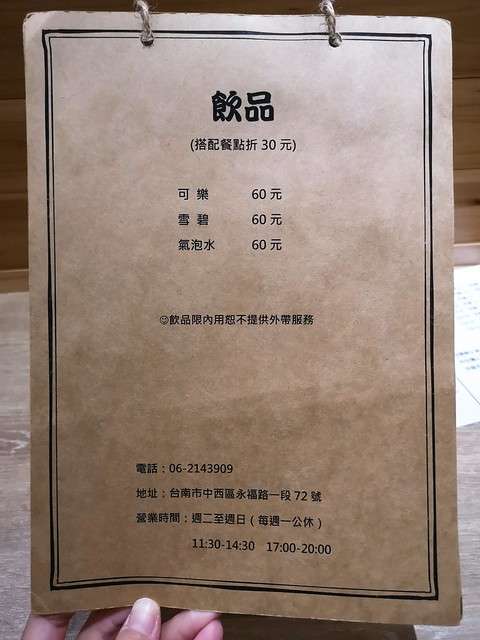 飲品
(搭配餐點折 30 元)
可 樂 60 元
雪 碧 60 元
氣泡水 60 元
☺飲品限內用恕不提供外帶服務
電話：06-2143909
地址：台南市中西區永福路一段 72 號
營業時間：週二至週日（每週一公休）
11:30-14:30 17:00-20:00